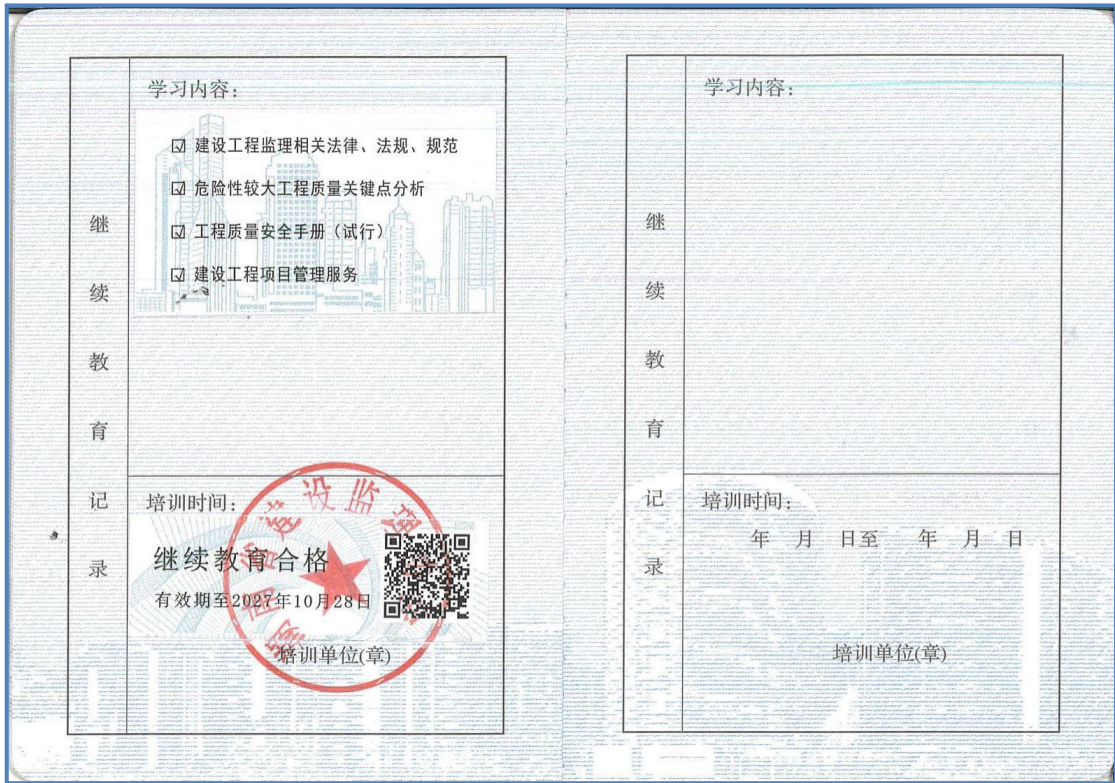 继续教育记录
学习内容：
☑ 建设工程监理相关法律、法规、规范
☑ 危险性较大工程质量关键点分析
☑ 工程质量安全手册（试行）
☑ 建设工程项目管理服务
培训时间：
继续教育合格
有效期至2027年10月28日
培训单位(章)
省建设监理
继续教育记录
学习内容：
培训时间：
年 月 日至 年 月 日
培训单位(章)